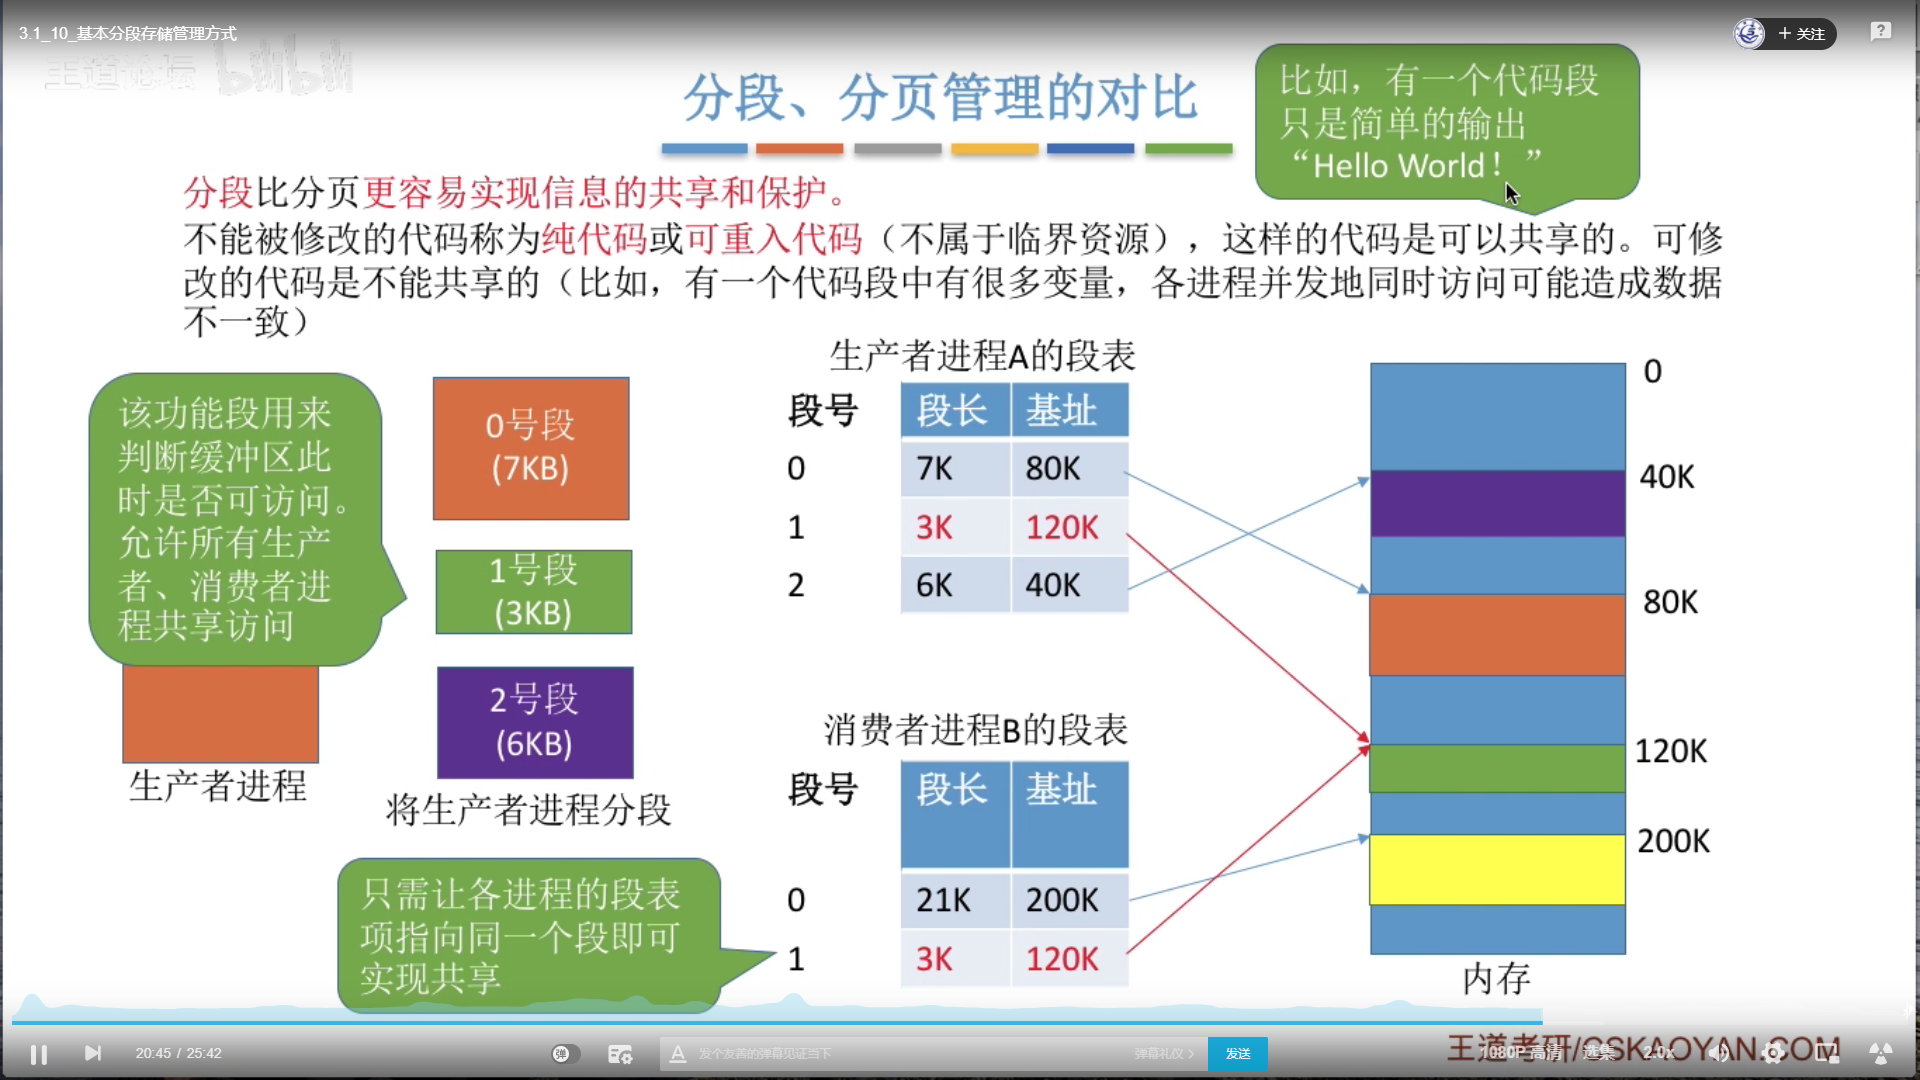 3.1_10_基本分段存储管理方式
+ 关注
王道论坛 bilibili
分段、分页管理的对比
比如，有一个代码段
只是简单的输出
“Hello World！”
分段比分页更容易实现信息的共享和保护。
不能被修改的代码称为纯代码或可重入代码（不属于临界资源），这样的代码是可以共享的。可修
改的代码是不能共享的（比如，有一个代码段中有很多变量，各进程并发地同时访问可能造成数据
不一致）
该功能段用来
判断缓冲区此
时是否可访问。
允许所有生产
者、消费者进
程共享访问
生产者进程
0号段
(7KB)
1号段
(3KB)
2号段
(6KB)
将生产者进程分段
生产者进程A的段表
段号 段长 基址
0 7K 80K
1 3K 120K
2 6K 40K
消费者进程B的段表
段号 段长 基址
0 21K 200K
1 3K 120K
只需让各进程的段表
项指向同一个段即可
实现共享
0
40K
80K
120K
200K
内存
王道考研/CSKAOYAN.COM
20:45 / 25:42
弹
A 发个友善的弹幕见证当下
弹幕礼仪 >
发送
1080P 高清
选集
2.0x